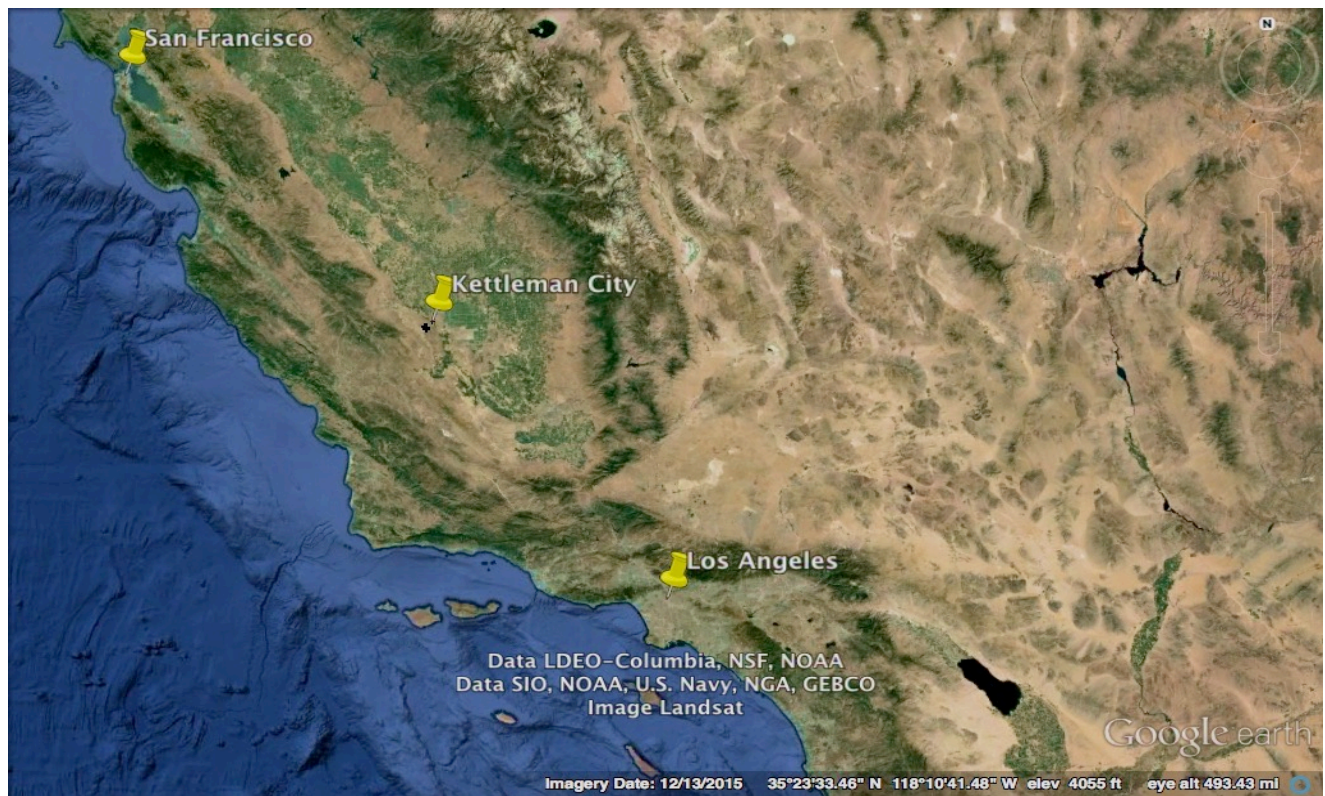 N
San Francisco
Kettleman City
Los Angeles
Data LDEO-Columbia, NSF, NOAA
Data SIO, NOAA, U.S. Navy, NGA, GEBCO
Image Landsat
Google earth
Imagery Date: 12/13/2015 35°23'33.46" N 118°10'41.48" W elev 4055 ft eye alt 493.43 mi